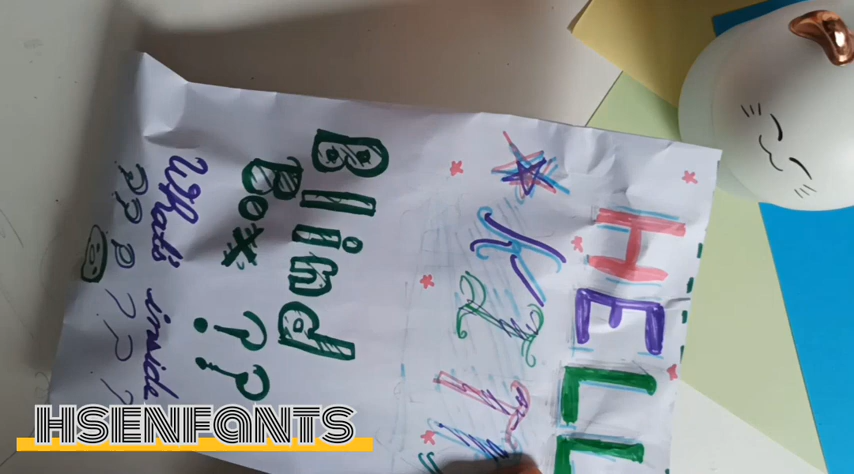 HELL
Blind
Box ??
What's inside
???? ? ?
HSENFANTS